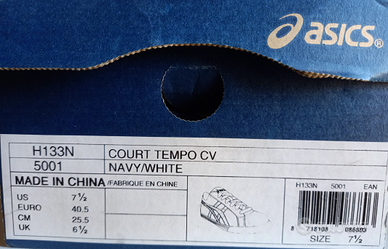 asics®
H133N COURT TEMPO CV
5001 NAVY/WHITE
MADE IN CHINA /FABRIQUE EN CHINE
H133N 5001 EAN
US 7½
EURO 40.5
CM 25.5
UK 6½
SIZE 7½